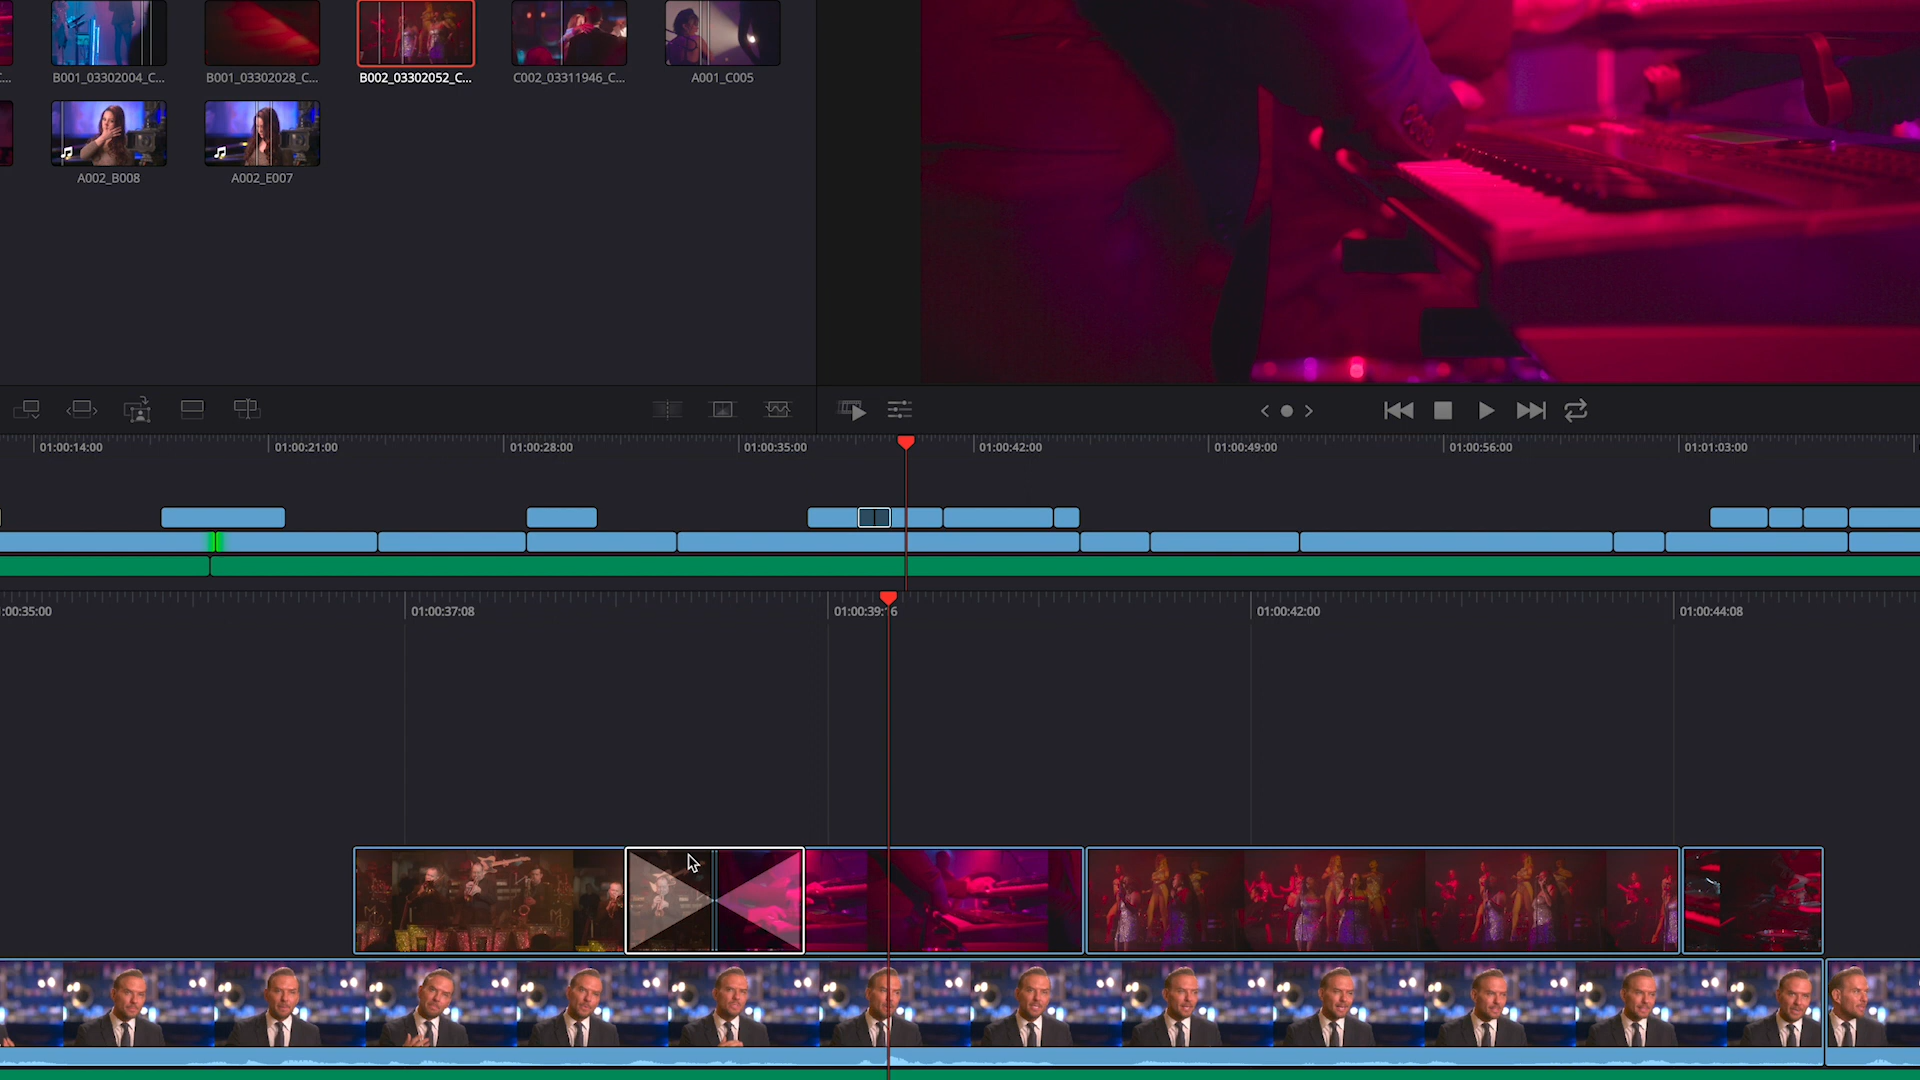 C...
B001_03302004_C...
B001_03302028_C...
B002_03302052_C...
C002_03311946_C...
A001_C005
A002_B008
A002_E007
01:00:14:00
01:00:21:00
01:00:28:00
01:00:35:00
01:00:42:00
01:00:49:00
01:00:56:00
01:01:03:00
:00:35:00
01:00:37:08
01:00:39:16
01:00:42:00
01:00:44:08